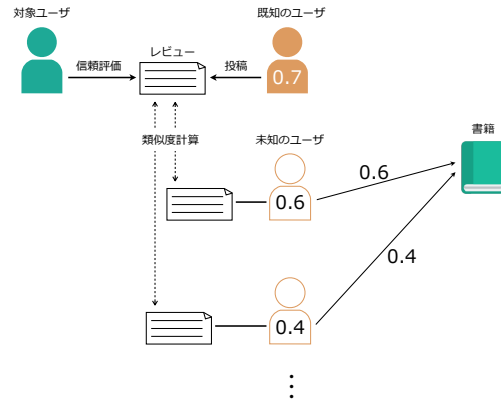 対象ユーザ
既知のユーザ
レビュー
信頼評価
投稿
0.7
類似度計算
未知のユーザ
書籍
0.6
0.6
0.4
0.4